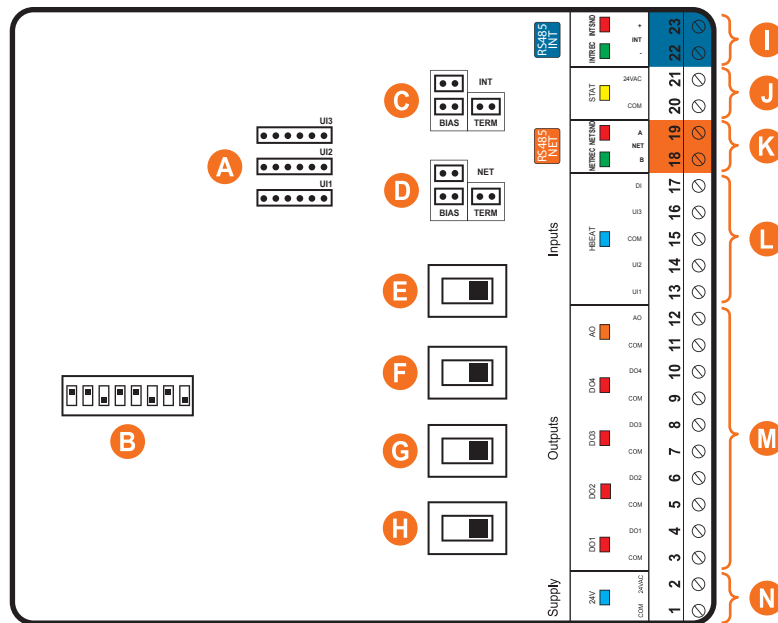 RS485
INT
INTREC INTSND
+
INT
-
23
22
I
C
INT
BIAS TERM
STAT
24VAC
COM
21
20
J
A
UI3
UI2
UI1
RS485
NET
NETREC NETSND
A
NET
B
19
18
K
D
NET
BIAS TERM
Inputs
HBEAT
DI
UI3
COM
UI2
UI1
17
16
15
14
13
L
E
F
G
H
B
Outputs
AO
DO4
DO3
DO2
DO1
AO
COM
DO4
COM
DO3
COM
DO2
COM
DO1
COM
12
11
10
9
8
7
6
5
4
3
M
Supply
24V
24VAC
COM
2
1
N